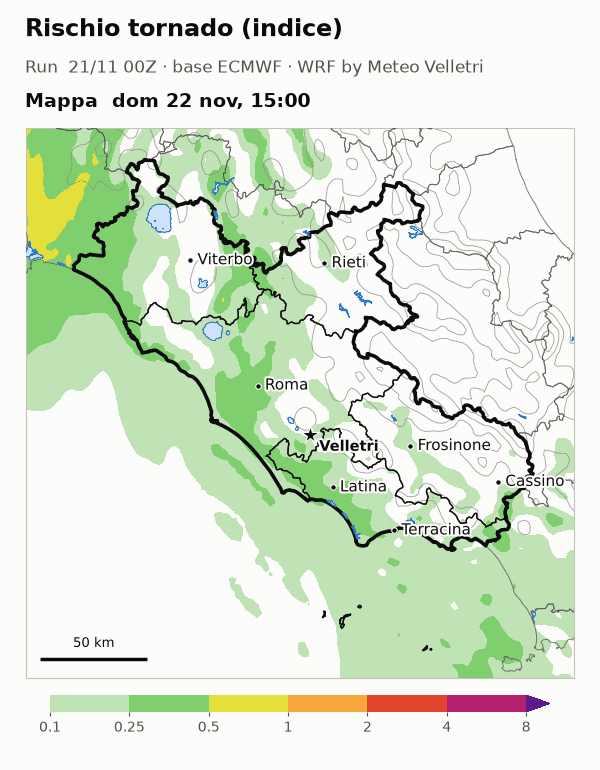 Rischio tornado (indice)
Run  21/11 00Z · base ECMWF · WRF by Meteo Velletri
Mappa  dom 22 nov, 15:00
Viterbo
Rieti
Roma
Velletri
Frosinone
Latina
Cassino
Terracina
50 km
0.1 0.25 0.5 1 2 4 8